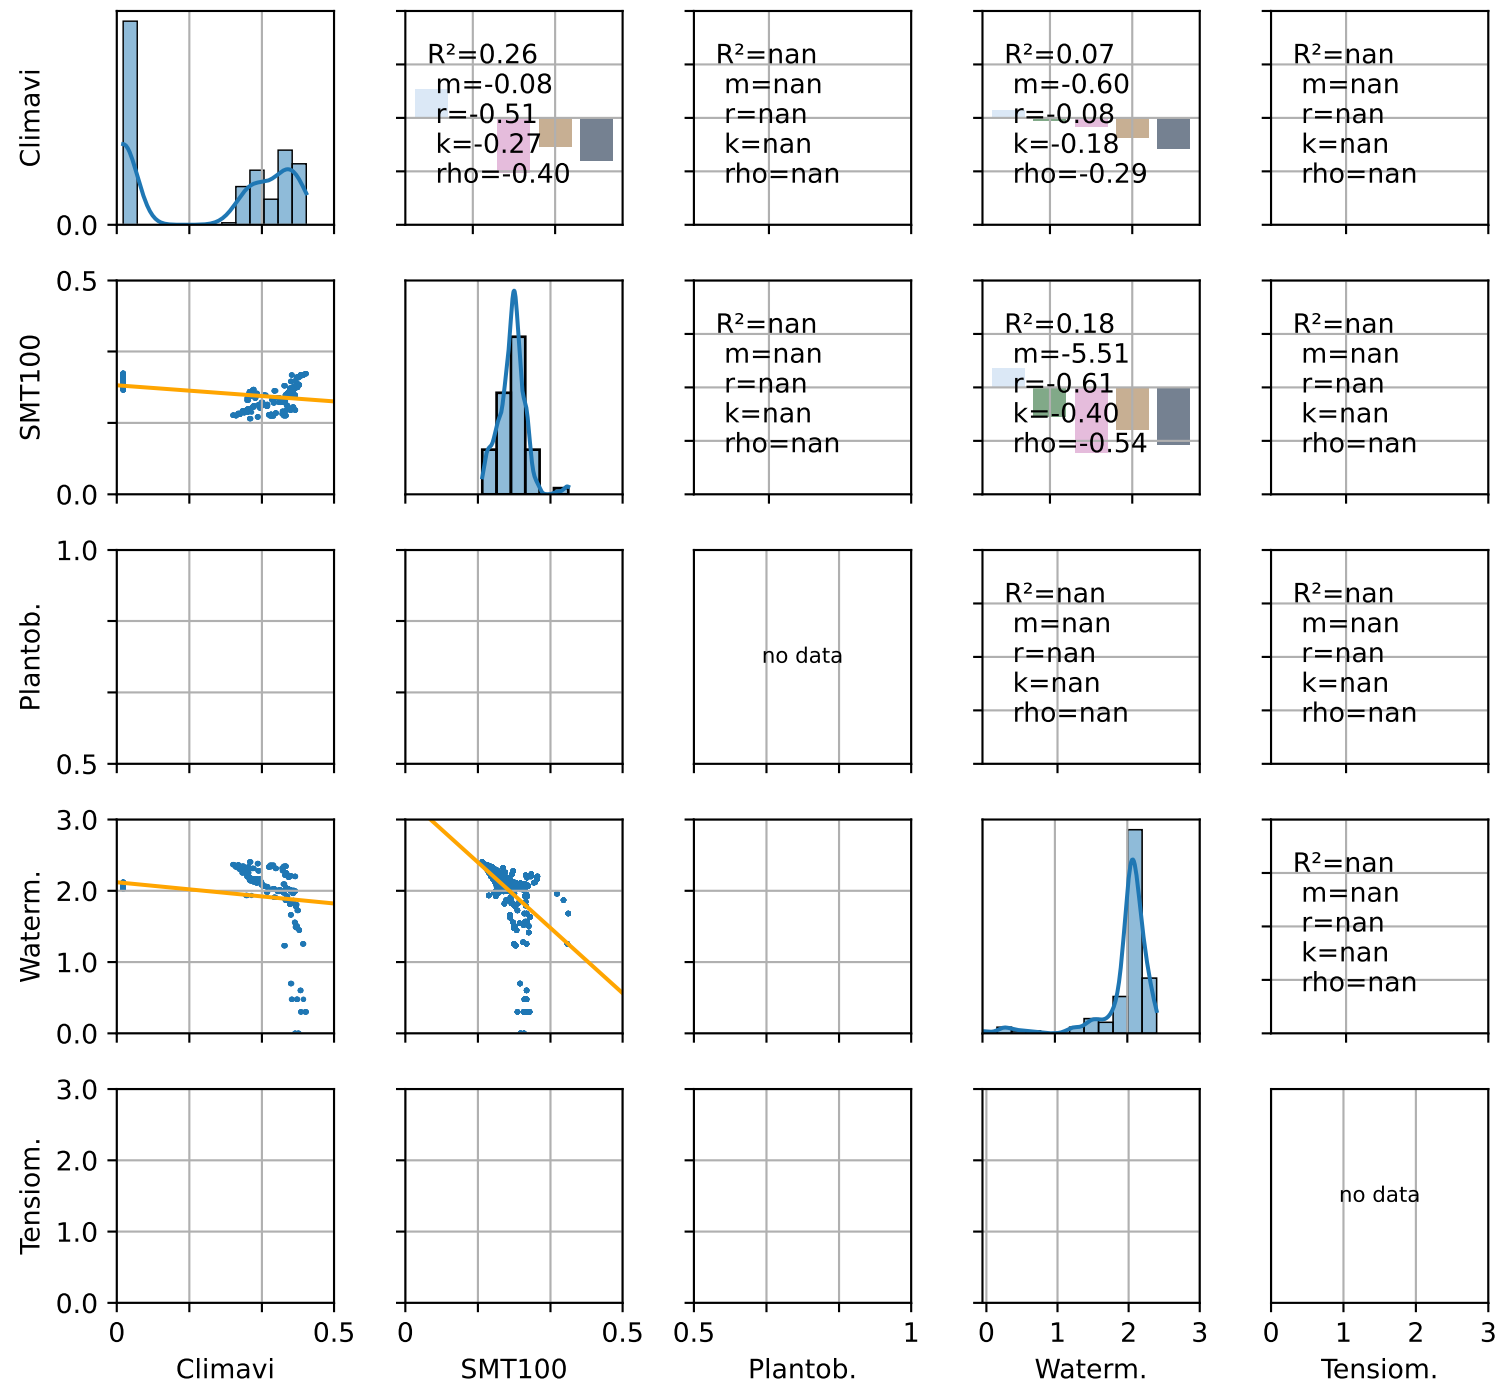 Climavi
0.0
R²=0.26
m=-0.08
r=-0.51
k=-0.27
rho=-0.40
R²=nan
m=nan
r=nan
k=nan
rho=nan
R²=0.07
m=-0.60
r=-0.08
k=-0.18
rho=-0.29
R²=nan
m=nan
r=nan
k=nan
rho=nan
SMT100
0.5
0.0
R²=nan
m=nan
r=nan
k=nan
rho=nan
R²=0.18
m=-5.51
r=-0.61
k=-0.40
rho=-0.54
R²=nan
m=nan
r=nan
k=nan
rho=nan
Plantob.
1.0
0.5
no data
R²=nan
m=nan
r=nan
k=nan
rho=nan
R²=nan
m=nan
r=nan
k=nan
rho=nan
Waterm.
3.0
2.0
1.0
0.0
R²=nan
m=nan
r=nan
k=nan
rho=nan
Tensiom.
3.0
2.0
1.0
0.0
no data
0 0.5
0 0.5
0.5 1
0 1 2 3
0 1 2 3
Climavi
SMT100
Plantob.
Waterm.
Tensiom.